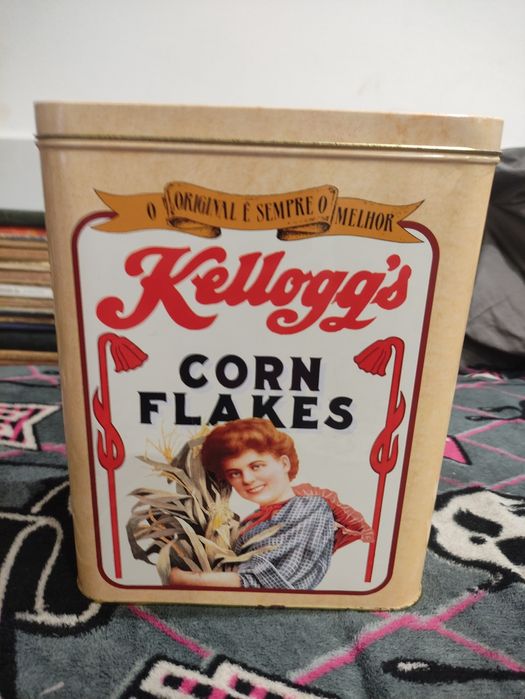 O ORIGINAL É SEMPRE O MELHOR
Kellogg's
CORN
FLAKES